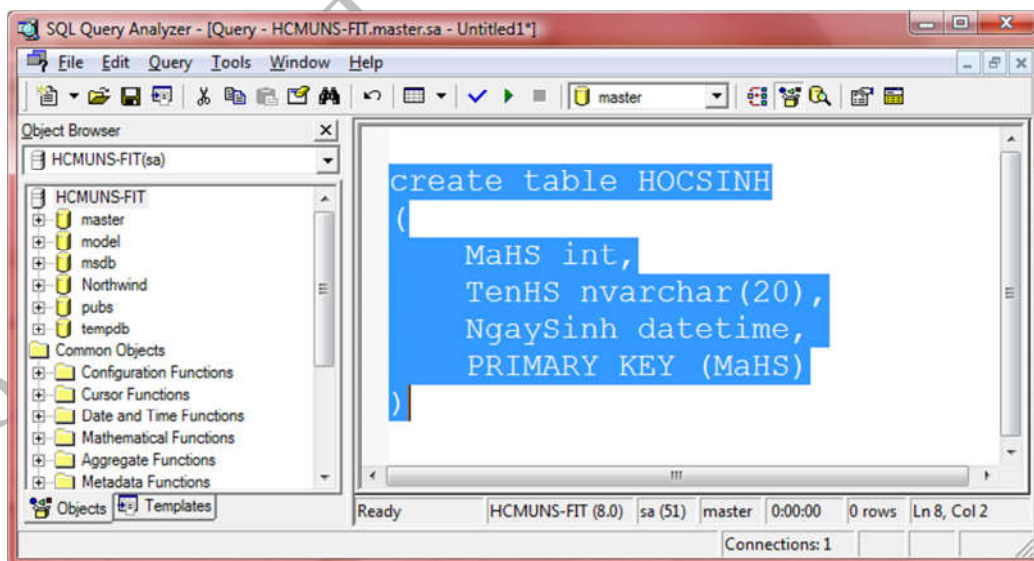 SQL Query Analyzer - [Query - HCMUNS-FIT.master.sa - Untitled1*]
File Edit Query Tools Window Help
master
Object Browser
HCMUNS-FIT(sa)
HCMUNS-FIT
master
model
msdb
Northwind
pubs
tempdb
Common Objects
Configuration Functions
Cursor Functions
Date and Time Functions
Mathematical Functions
Aggregate Functions
Metadata Functions
Objects Templates
create table HOCSINH
(
MaHS int,
TenHS nvarchar(20),
NgaySinh datetime,
PRIMARY KEY (MaHS)
)
Ready HCMUNS-FIT (8.0) sa (51) master 0:00:00 0 rows Ln 8, Col 2
Connections: 1